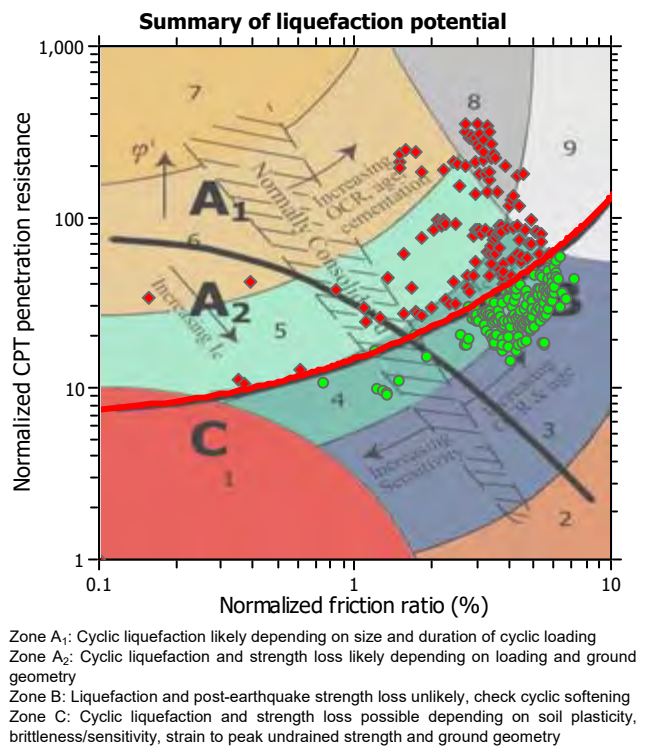 Summary of liquefaction potential
1,000
7
8
9
φ'
A1
Normally Consolidated
Increasing
OCR, age
cementation
100
6
A2
Increasing Ic
5
B
10
4
Increasing
OCR & age
C
3
Increasing
Sensitivity
1
2
1
0.1
1
10
Normalized CPT penetration resistance
Normalized friction ratio (%)
Zone A1: Cyclic liquefaction likely depending on size and duration of cyclic loading
Zone A2: Cyclic liquefaction and strength loss likely depending on loading and ground
geometry
Zone B: Liquefaction and post-earthquake strength loss unlikely, check cyclic softening
Zone C: Cyclic liquefaction and strength loss possible depending on soil plasticity,
brittleness/sensitivity, strain to peak undrained strength and ground geometry